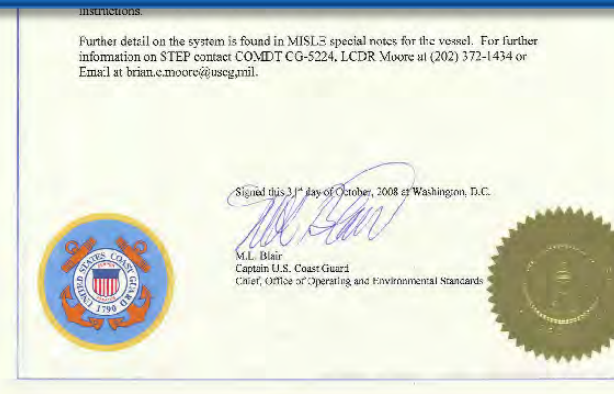 instructions.
Further detail on the system is found in MISLE special notes for the vessel. For further
information on STEP contact COMDT CG-5224, LCDR Moore at (202) 372-1434 or
Email at brian.e.moore@uscg,mil.
Signed this 31st day of October, 2008 at Washington, D.C.
M.L. Blair
Captain U.S. Coast Guard
Chief, Office of Operating and Environmental Standards
UNITED STATES COAST GUARD
1790